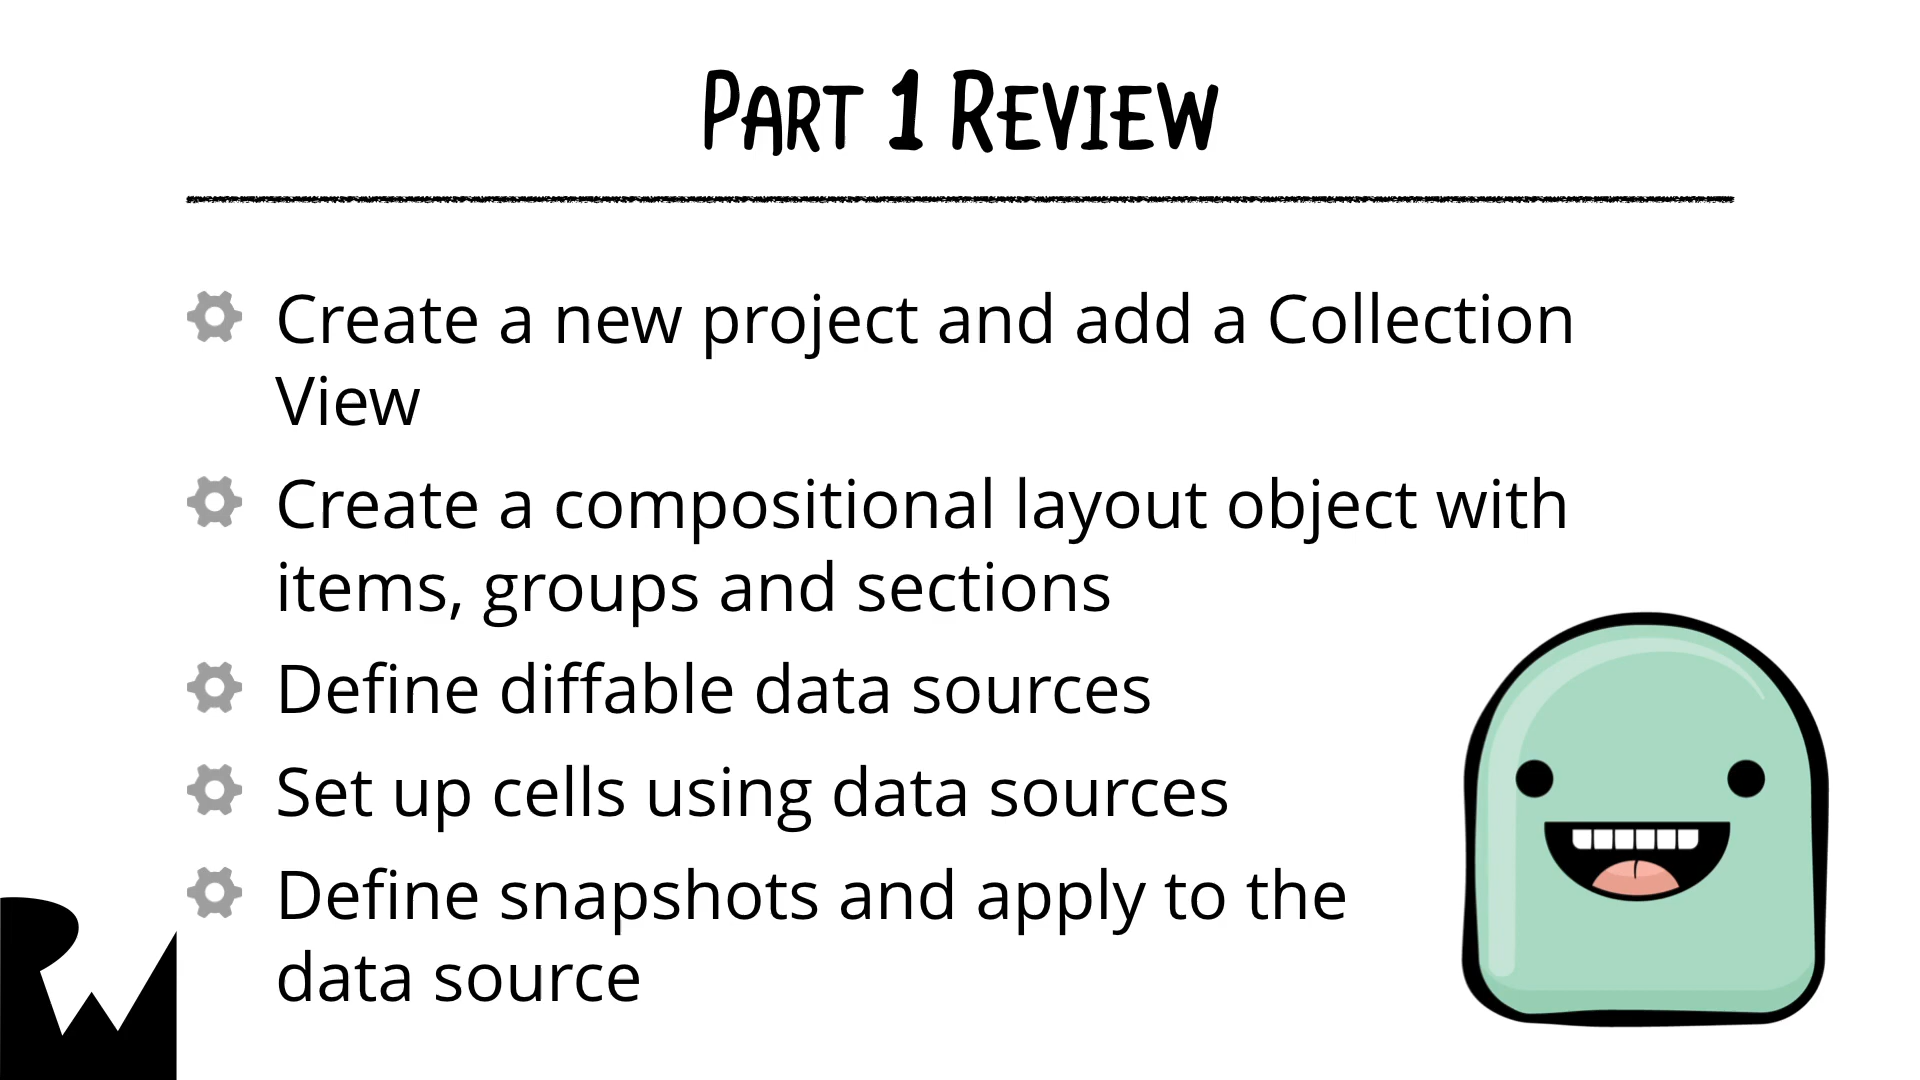 Part 1 Review
Create a new project and add a Collection
View
Create a compositional layout object with
items, groups and sections
Define diffable data sources
Set up cells using data sources
Define snapshots and apply to the
data source
RW